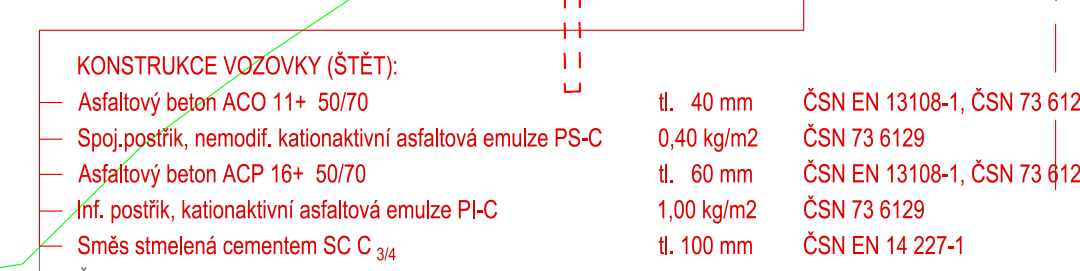 KONSTRUKCE VOZOVKY (ŠTĚT):
Asfaltový beton ACO 11+ 50/70 tl. 40 mm ČSN EN 13108-1, ČSN 73 612
Spoj.postřik, nemodif. kationaktivní asfaltová emulze PS-C 0,40 kg/m2 ČSN 73 6129
Asfaltový beton ACP 16+ 50/70 tl. 60 mm ČSN EN 13108-1, ČSN 73 612
Inf. postřik, kationaktivní asfaltová emulze PI-C 1,00 kg/m2 ČSN 73 6129
Směs stmelená cementem SC C 3/4 tl. 100 mm ČSN EN 14 227-1